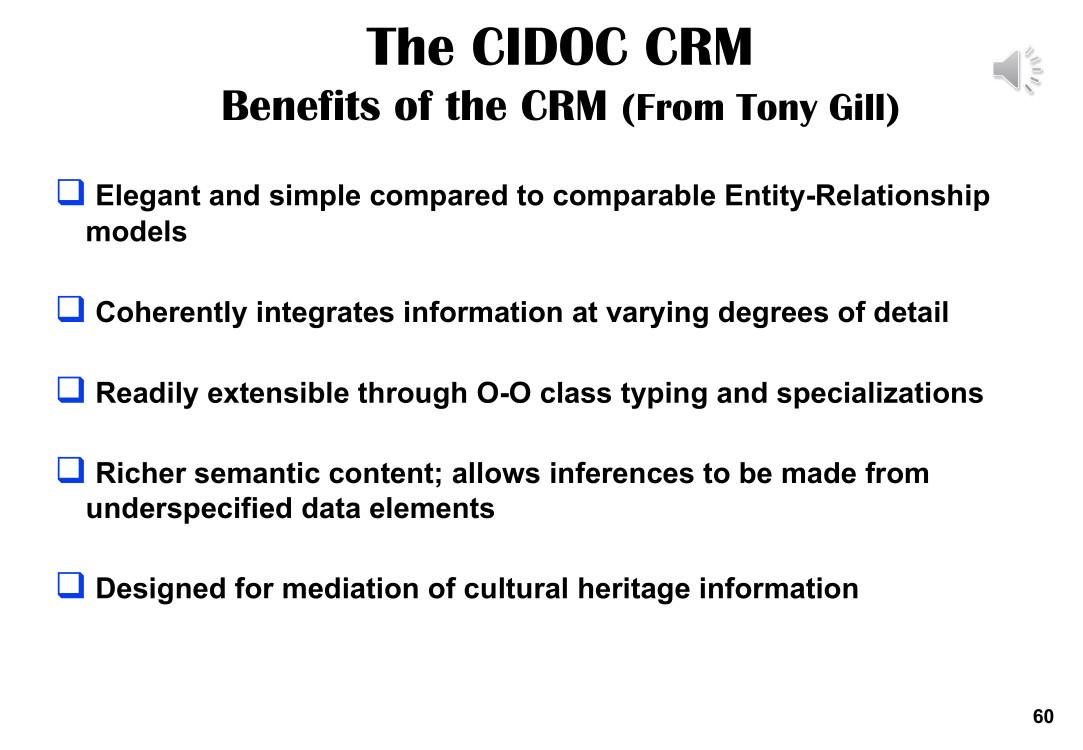 The CIDOC CRM
Benefits of the CRM (From Tony Gill)
Elegant and simple compared to comparable Entity-Relationship
models
Coherently integrates information at varying degrees of detail
Readily extensible through O-O class typing and specializations
Richer semantic content; allows inferences to be made from
underspecified data elements
Designed for mediation of cultural heritage information
60